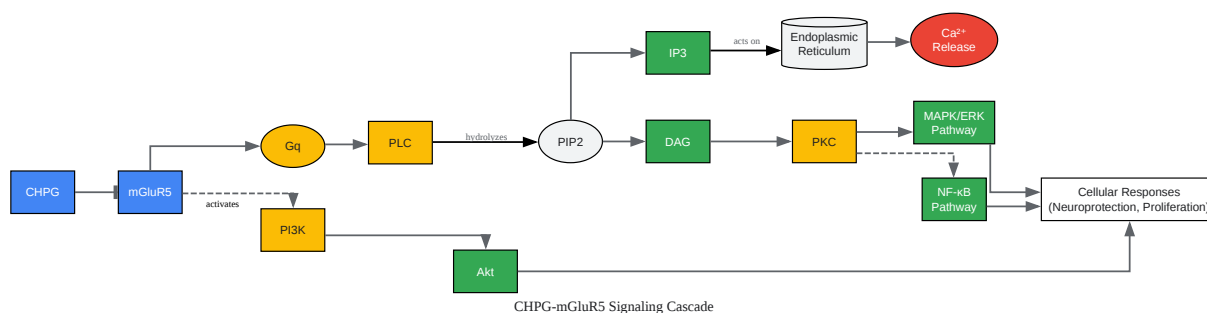 CHPG
mGluR5
activates
Gq
PI3K
PLC
hydrolyzes
Akt
PIP2
IP3
DAG
acts on
Endoplasmic
Reticulum
PKC
Ca²⁺
Release
MAPK/ERK
Pathway
NF-κB
Pathway
Cellular Responses
(Neuroprotection, Proliferation)
CHPG-mGluR5 Signaling Cascade